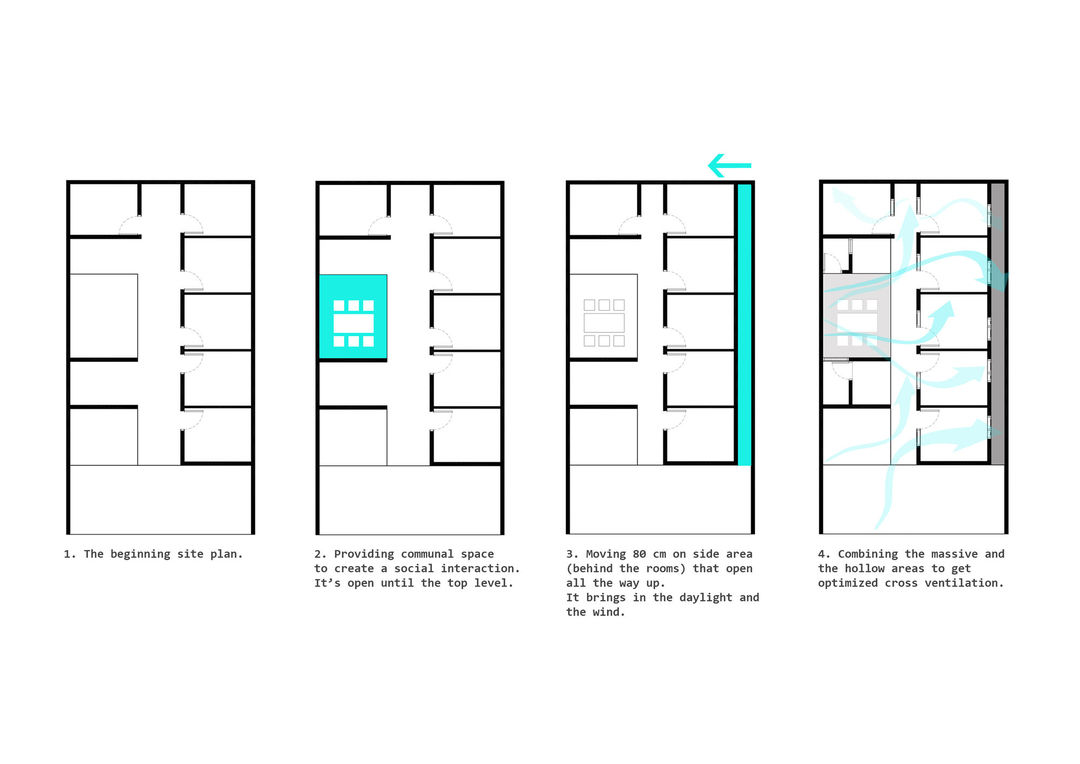 1. The beginning site plan.
2. Providing communal space
to create a social interaction.
It’s open until the top level.
3. Moving 80 cm on side area
(behind the rooms) that open
all the way up.
It brings in the daylight and
the wind.
4. Combining the massive and
the hollow areas to get
optimized cross ventilation.